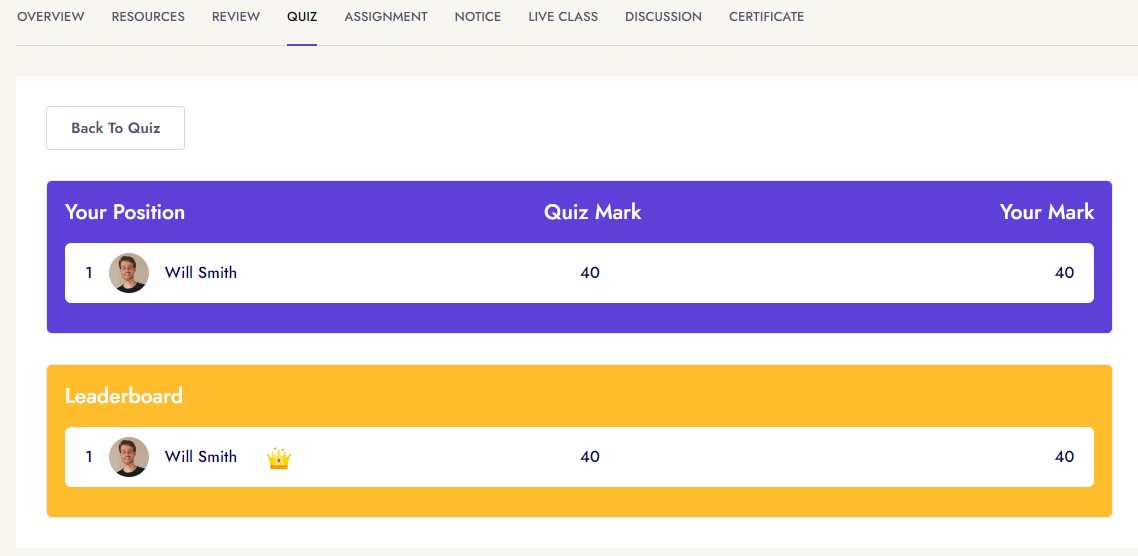 OVERVIEW RESOURCES REVIEW QUIZ ASSIGNMENT NOTICE LIVE CLASS DISCUSSION CERTIFICATE
Back To Quiz
Your Position Quiz Mark Your Mark
1 Will Smith 40 40
Leaderboard
1 Will Smith 40 40